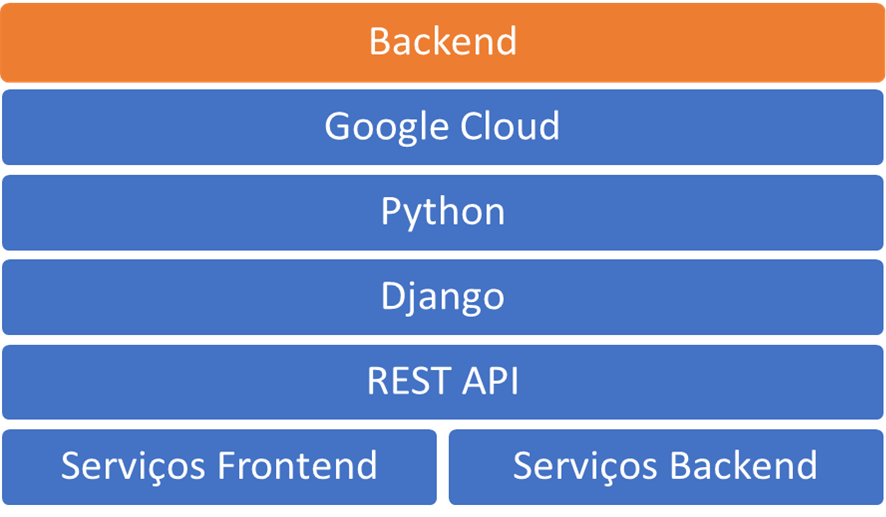 Backend
Google Cloud
Python
Django
REST API
Serviços Frontend
Serviços Backend